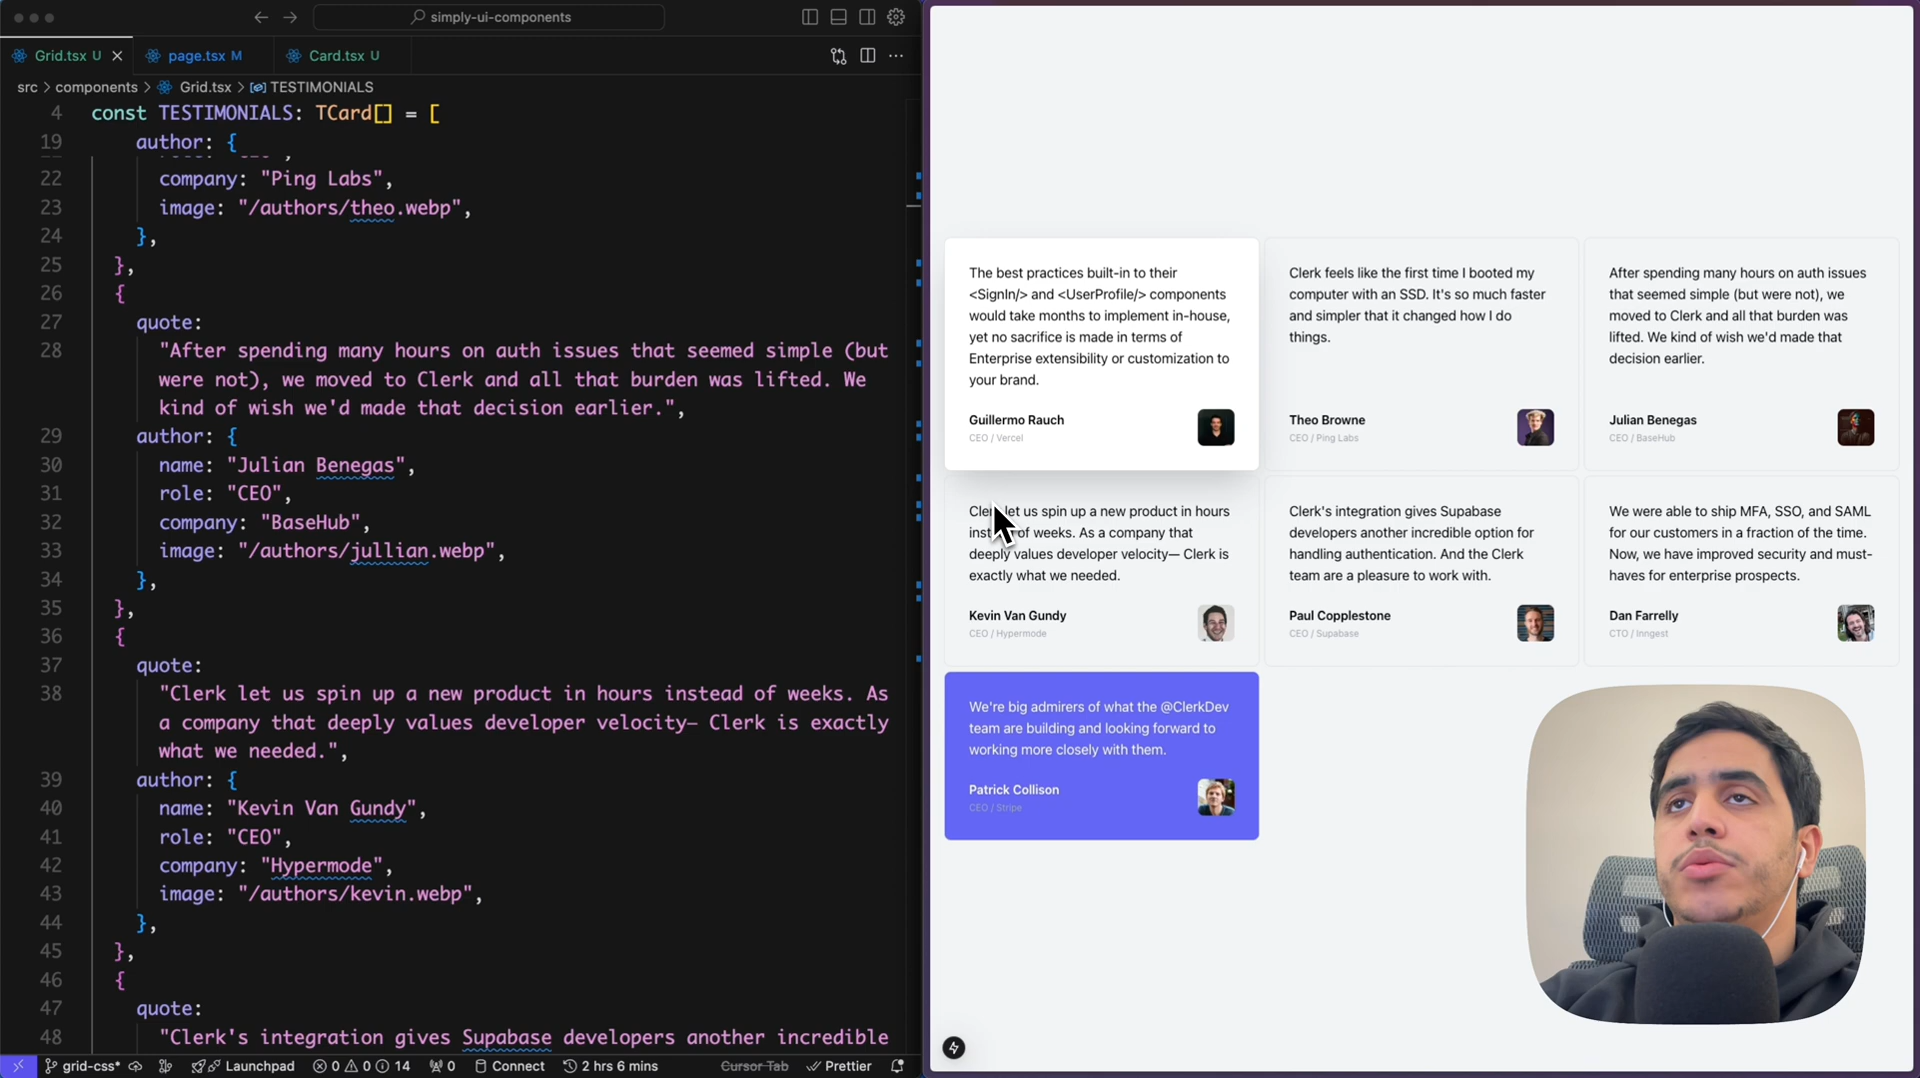 simply-ui-components
Grid.tsx U
page.tsx M
Card.tsx U
src > components > Grid.tsx > TESTIMONIALS
4 const TESTIMONIALS: TCard[] = [
19 author: {
22 company: "Ping Labs",
23 image: "/authors/theo.webp",
24 },
25 },
26 {
27 quote:
28 "After spending many hours on auth issues that seemed simple (but
were not), we moved to Clerk and all that burden was lifted. We
kind of wish we'd made that decision earlier.",
29 author: {
30 name: "Julian Benegas",
31 role: "CEO",
32 company: "BaseHub",
33 image: "/authors/jullian.webp",
34 },
35 },
36 {
37 quote:
38 "Clerk let us spin up a new product in hours instead of weeks. As
a company that deeply values developer velocity— Clerk is exactly
what we needed.",
39 author: {
40 name: "Kevin Van Gundy",
41 role: "CEO",
42 company: "Hypermode",
43 image: "/authors/kevin.webp",
44 },
45 },
46 {
47 quote:
48 "Clerk's integration gives Supabase developers another incredible
grid-css*
Launchpad
0 0 14
0
Connect
2 hrs 6 mins
Cursor Tab
Prettier
The best practices built-in to their
<SignIn/> and <UserProfile/> components
would take months to implement in-house,
yet no sacrifice is made in terms of
Enterprise extensibility or customization to
your brand.
Guillermo Rauch
CEO / Vercel
Clerk feels like the first time I booted my
computer with an SSD. It's so much faster
and simpler that it changed how I do
things.
Theo Browne
CEO / Ping Labs
After spending many hours on auth issues
that seemed simple (but were not), we
moved to Clerk and all that burden was
lifted. We kind of wish we'd made that
decision earlier.
Julian Benegas
CEO / BaseHub
Clerk let us spin up a new product in hours
instead of weeks. As a company that
deeply values developer velocity— Clerk is
exactly what we needed.
Kevin Van Gundy
CEO / Hypermode
Clerk's integration gives Supabase
developers another incredible option for
handling authentication. And the Clerk
team are a pleasure to work with.
Paul Copplestone
CEO / Supabase
We were able to ship MFA, SSO, and SAML
for our customers in a fraction of the time.
Now, we have improved security and must-
haves for enterprise prospects.
Dan Farrelly
CTO / Inngest
We're big admirers of what the @ClerkDev
team are building and looking forward to
working more closely with them.
Patrick Collison
CEO / Stripe